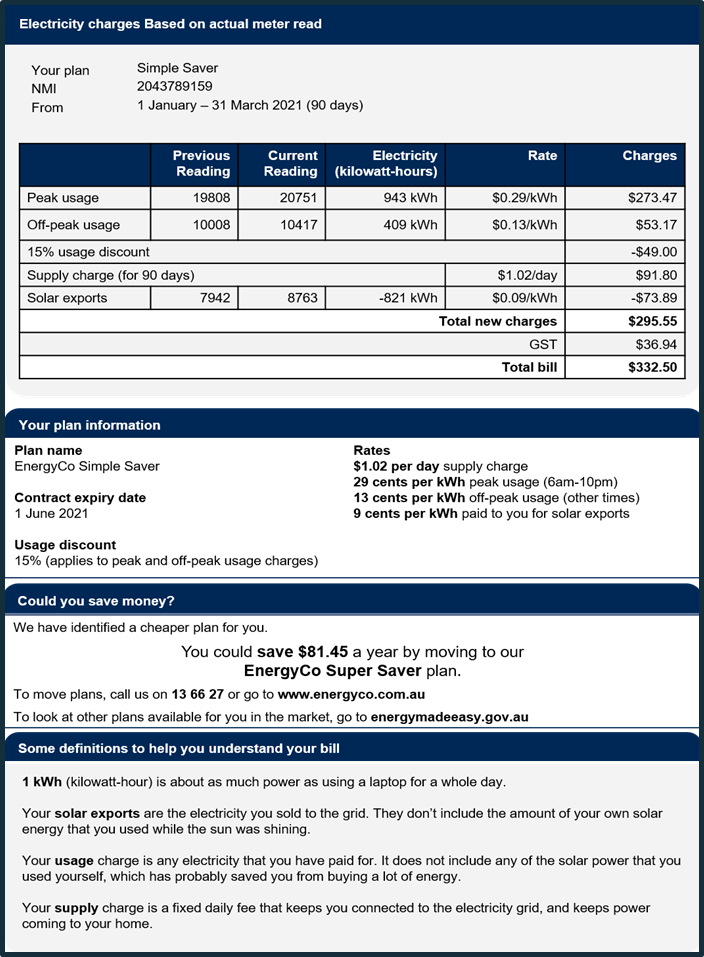 Electricity charges Based on actual meter read
Your plan Simple Saver
NMI 2043789159
From 1 January – 31 March 2021 (90 days)
Previous Reading Current Reading Electricity (kilowatt-hours) Rate Charges
Peak usage 19808 20751 943 kWh $0.29/kWh $273.47
Off-peak usage 10008 10417 409 kWh $0.13/kWh $53.17
15% usage discount -$49.00
Supply charge (for 90 days) $1.02/day $91.80
Solar exports 7942 8763 -821 kWh $0.09/kWh -$73.89
Total new charges $295.55
GST $36.94
Total bill $332.50
Your plan information
Plan name
EnergyCo Simple Saver
Contract expiry date
1 June 2021
Usage discount
15% (applies to peak and off-peak usage charges)
Rates
$1.02 per day supply charge
29 cents per kWh peak usage (6am-10pm)
13 cents per kWh off-peak usage (other times)
9 cents per kWh paid to you for solar exports
Could you save money?
We have identified a cheaper plan for you.
You could save $81.45 a year by moving to our
EnergyCo Super Saver plan.
To move plans, call us on 13 66 27 or go to www.energyco.com.au
To look at other plans available for you in the market, go to energymadeeasy.gov.au
Some definitions to help you understand your bill
1 kWh (kilowatt-hour) is about as much power as using a laptop for a whole day.
Your solar exports are the electricity you sold to the grid. They don't include the amount of your own solar
energy that you used while the sun was shining.
Your usage charge is any electricity that you have paid for. It does not include any of the solar power that you
used yourself, which has probably saved you from buying a lot of energy.
Your supply charge is a fixed daily fee that keeps you connected to the electricity grid, and keeps power
coming to your home.